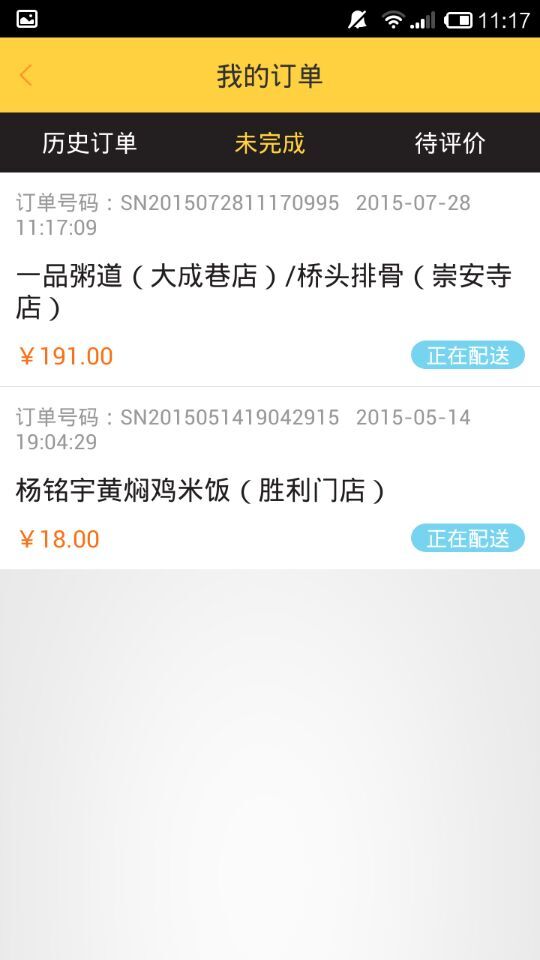 11:17
我的订单
历史订单 未完成 待评价
订单号码：SN2015072811170995 2015-07-28
11:17:09
一品粥道（大成巷店）/桥头排骨（崇安寺
店）
￥191.00 正在配送
订单号码：SN2015051419042915 2015-05-14
19:04:29
杨铭宇黄焖鸡米饭（胜利门店）
￥18.00 正在配送